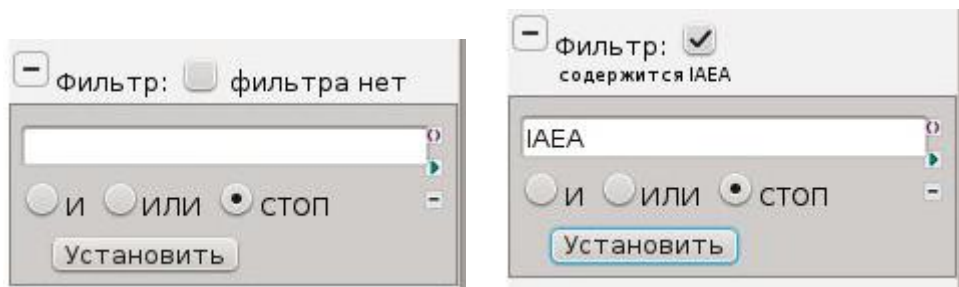 Фильтр: фильтра нет
и или стоп
Установить
Фильтр:
содержится IAEA
IAEA
и или стоп
Установить